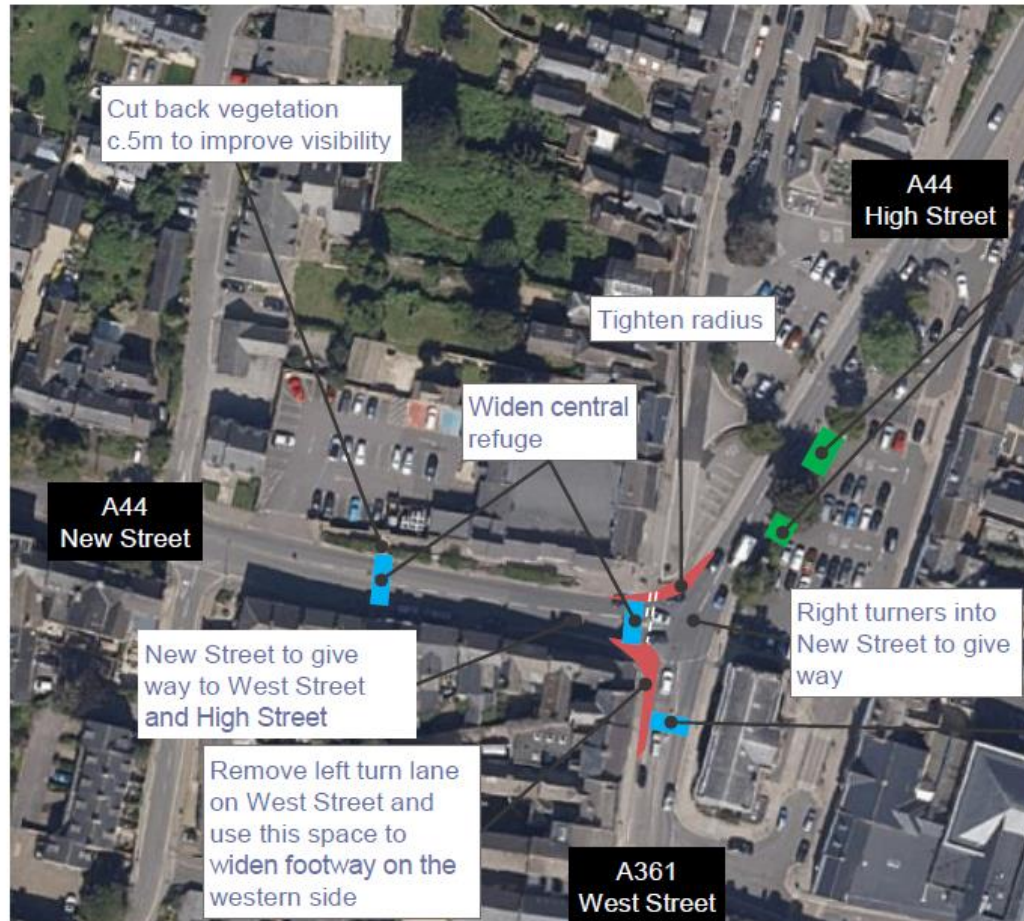 Cut back vegetation
c.5m to improve visibility
A44
High Street
Tighten radius
Widen central
refuge
A44
New Street
New Street to give
way to West Street
and High Street
Right turners into
New Street to give
way
Remove left turn lane
on West Street and
use this space to
widen footway on the
western side
A361
West Street